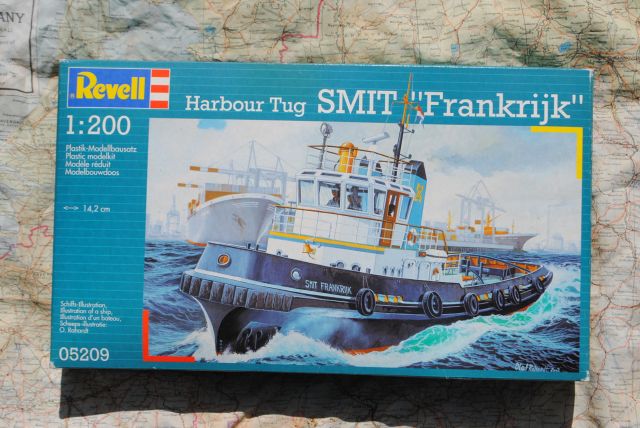 ANY
Revell
Harbour Tug SMIT "Frankrijk"
1:200
Plastik-Modellbausatz
Plastic modelkit
Modèle réduit
Modelbouwdoos
14,2 cm
SMIT FRANKRIJK
Schiffs-Illustration,
Illustration of a ship,
Illustration d'un bateau,
Scheeps-illustratie:
O. Rahardt
05209